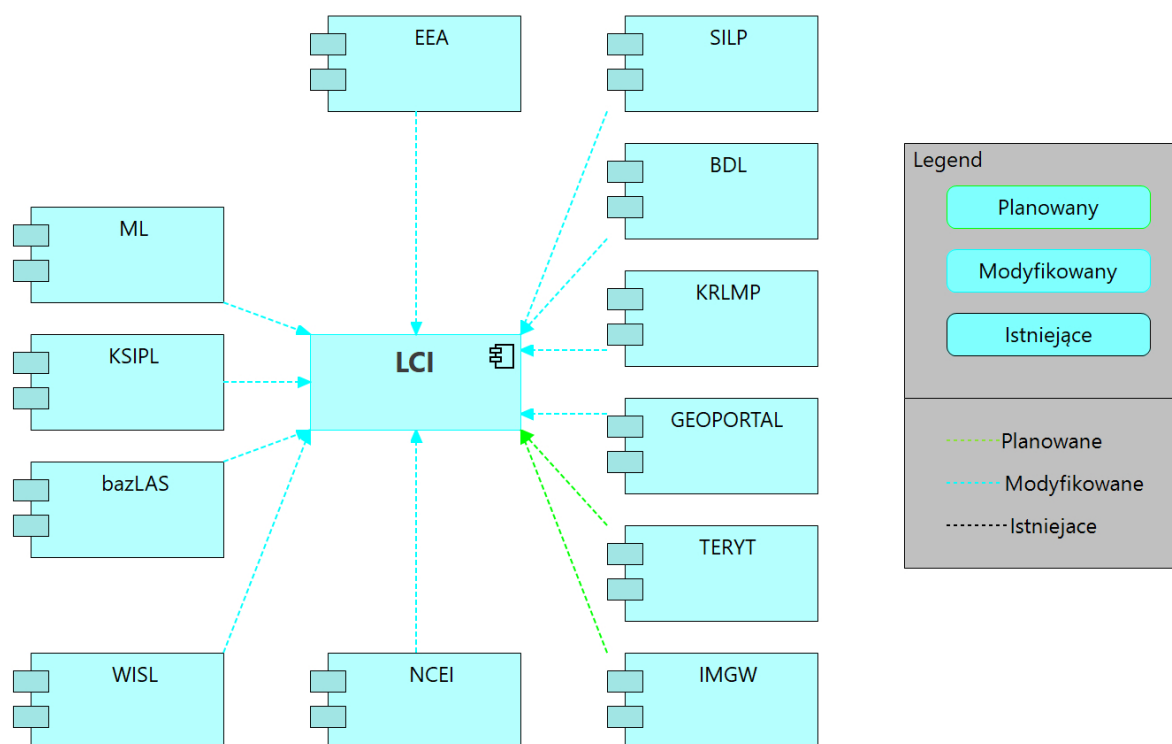 EEA
SILP
BDL
ML
KRLMP
KSIPL
LCI
GEOPORTAL
bazLAS
TERYT
WISL
NCEI
IMGW
Legend
Planowany
Modyfikowany
Istniejące
Planowane
Modyfikowane
Istniejace